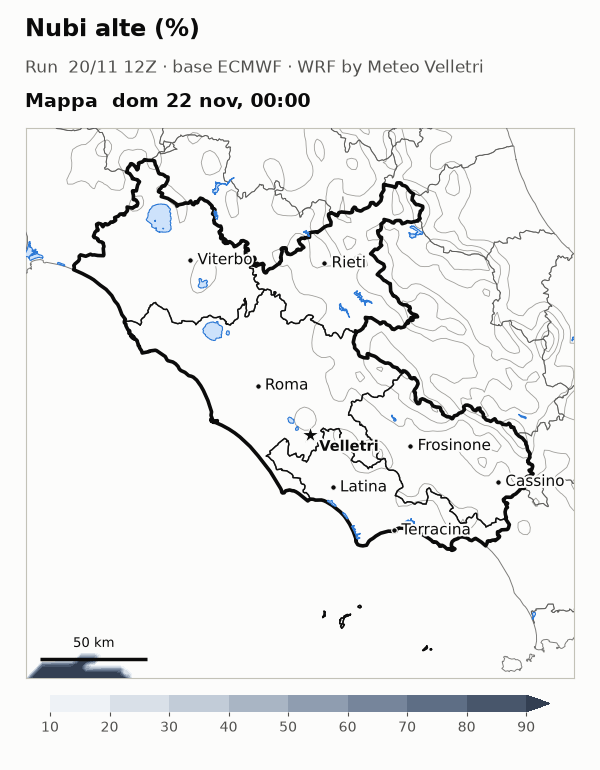 Nubi alte (%)
Run  20/11 12Z · base ECMWF · WRF by Meteo Velletri
Mappa  dom 22 nov, 00:00
Viterbo
Rieti
Roma
Velletri
Frosinone
Latina
Cassino
Terracina
50 km
10 20 30 40 50 60 70 80 90